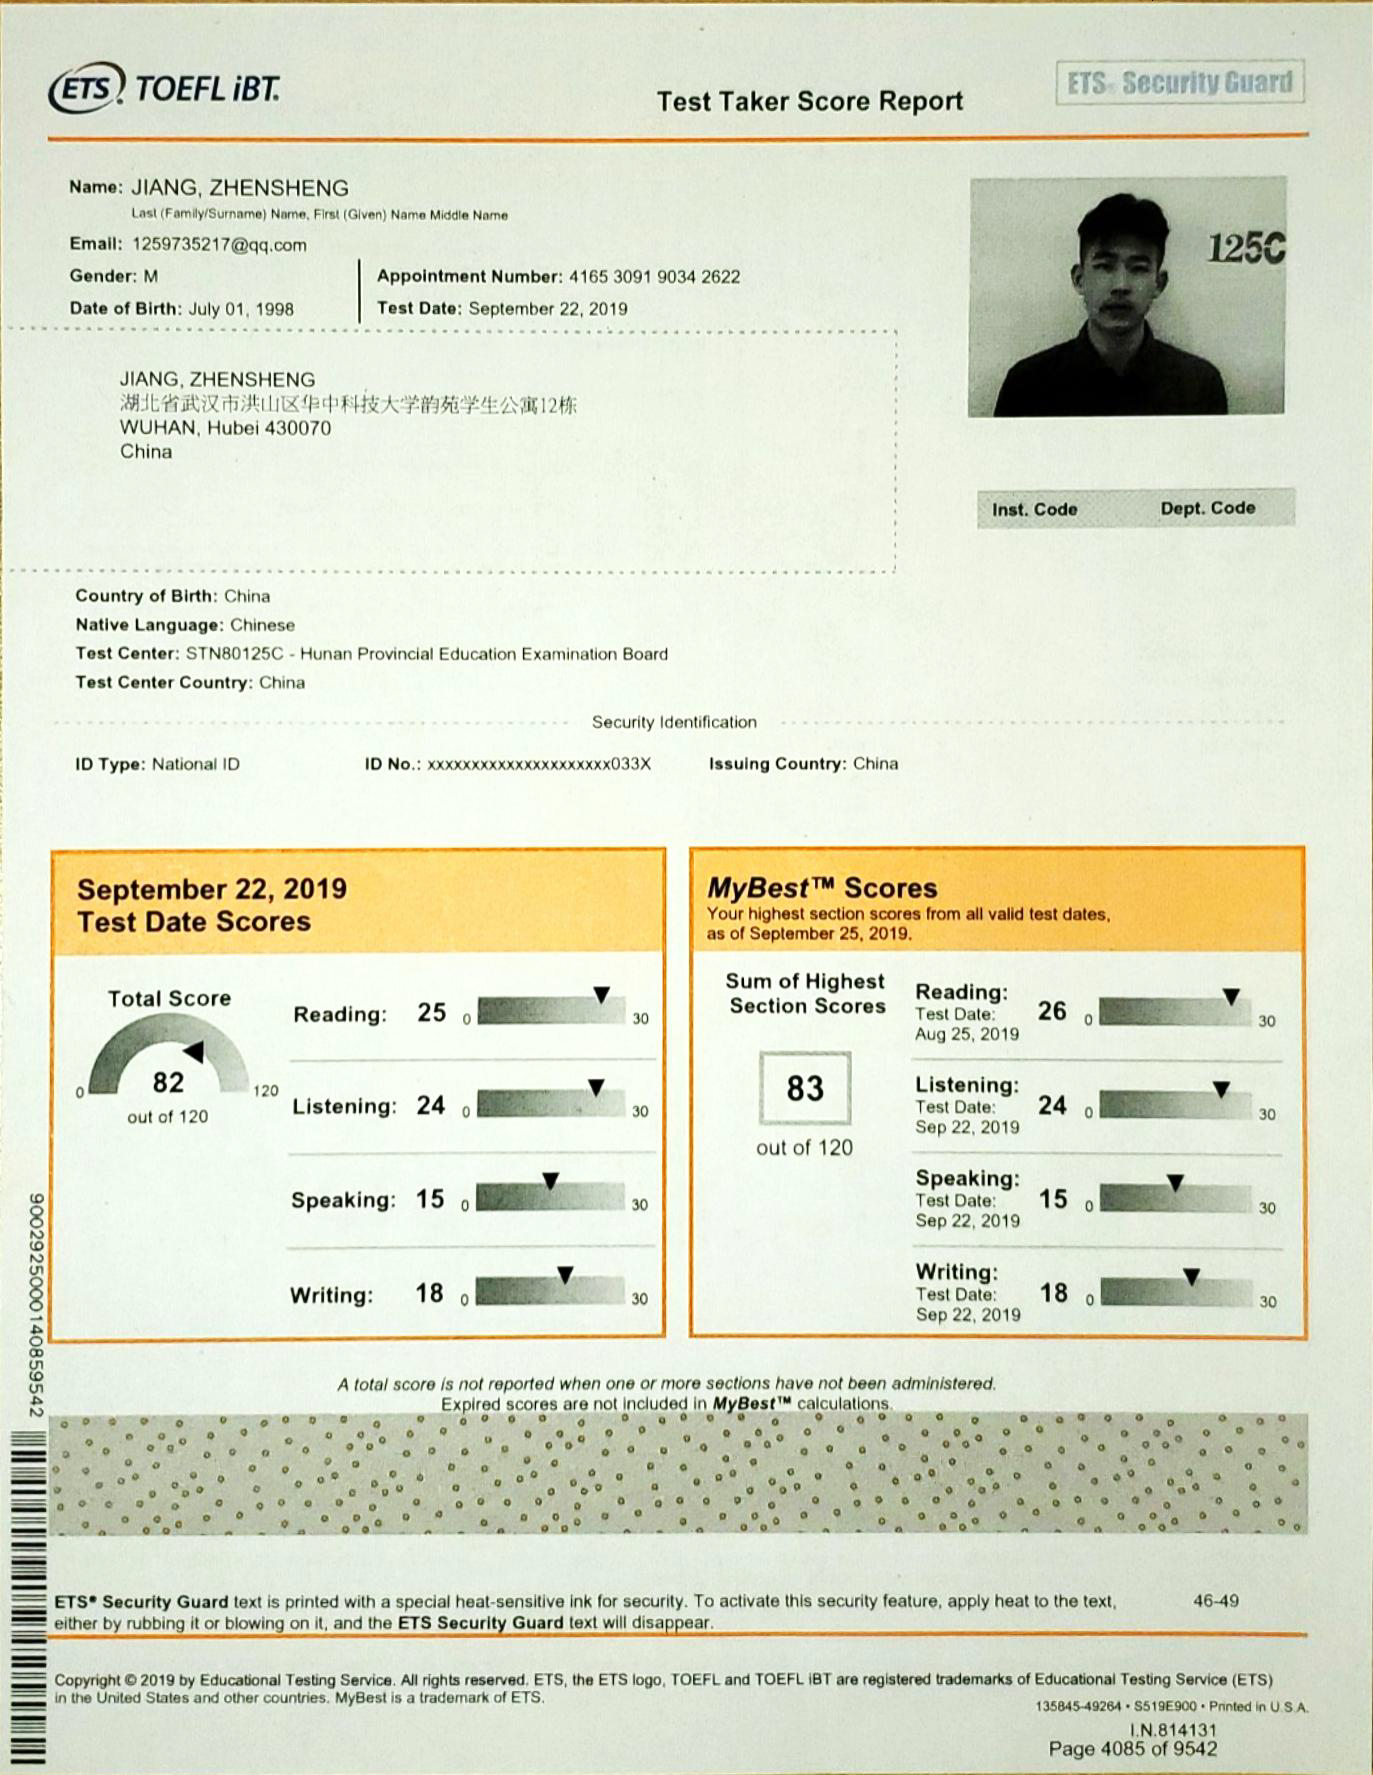 ETS® TOEFL iBT®
Test Taker Score Report
ETS® Security Guard
Name: JIANG, ZHENSHENG
Last (Family/Surname) Name, First (Given) Name Middle Name
Email: 1259735217@qq.com
Gender: M
Appointment Number: 4165 3091 9034 2622
Date of Birth: July 01, 1998
Test Date: September 22, 2019
125C
JIANG, ZHENSHENG
湖北省武汉市洪山区华中科技大学韵苑学生公寓12栋
WUHAN, Hubei 430070
China
Inst. Code Dept. Code
Country of Birth: China
Native Language: Chinese
Test Center: STN80125C - Hunan Provincial Education Examination Board
Test Center Country: China
Security Identification
ID Type: National ID ID No.: xxxxxxxxxxxxxxxxxxxxx033X Issuing Country: China
September 22, 2019
Test Date Scores
Total Score
0 120
82
out of 120
Reading: 25 0 30
Listening: 24 0 30
Speaking: 15 0 30
Writing: 18 0 30
MyBest™ Scores
Your highest section scores from all valid test dates,
as of September 25, 2019.
Sum of Highest
Section Scores
83
out of 120
Reading:
Test Date:
Aug 25, 2019
26 0 30
Listening:
Test Date:
Sep 22, 2019
24 0 30
Speaking:
Test Date:
Sep 22, 2019
15 0 30
Writing:
Test Date:
Sep 22, 2019
18 0 30
A total score is not reported when one or more sections have not been administered.
Expired scores are not included in MyBest™ calculations.
9002925000140859542
ETS® Security Guard text is printed with a special heat-sensitive ink for security. To activate this security feature, apply heat to the text,
either by rubbing it or blowing on it, and the ETS Security Guard text will disappear.
46-49
Copyright © 2019 by Educational Testing Service. All rights reserved. ETS, the ETS logo, TOEFL and TOEFL iBT are registered trademarks of Educational Testing Service (ETS)
in the United States and other countries. MyBest is a trademark of ETS.
135845-49264 • S519E900 • Printed in U.S.A.
I.N.814131
Page 4085 of 9542